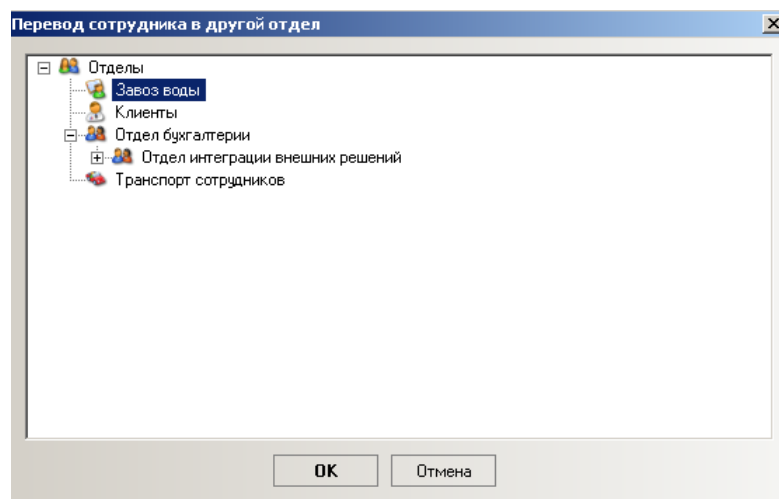 Перевод сотрудника в другой отдел
Отделы
Завоз воды
Клиенты
Отдел бухгалтерии
Отдел интеграции внешних решений
Транспорт сотрудников
OK
Отмена